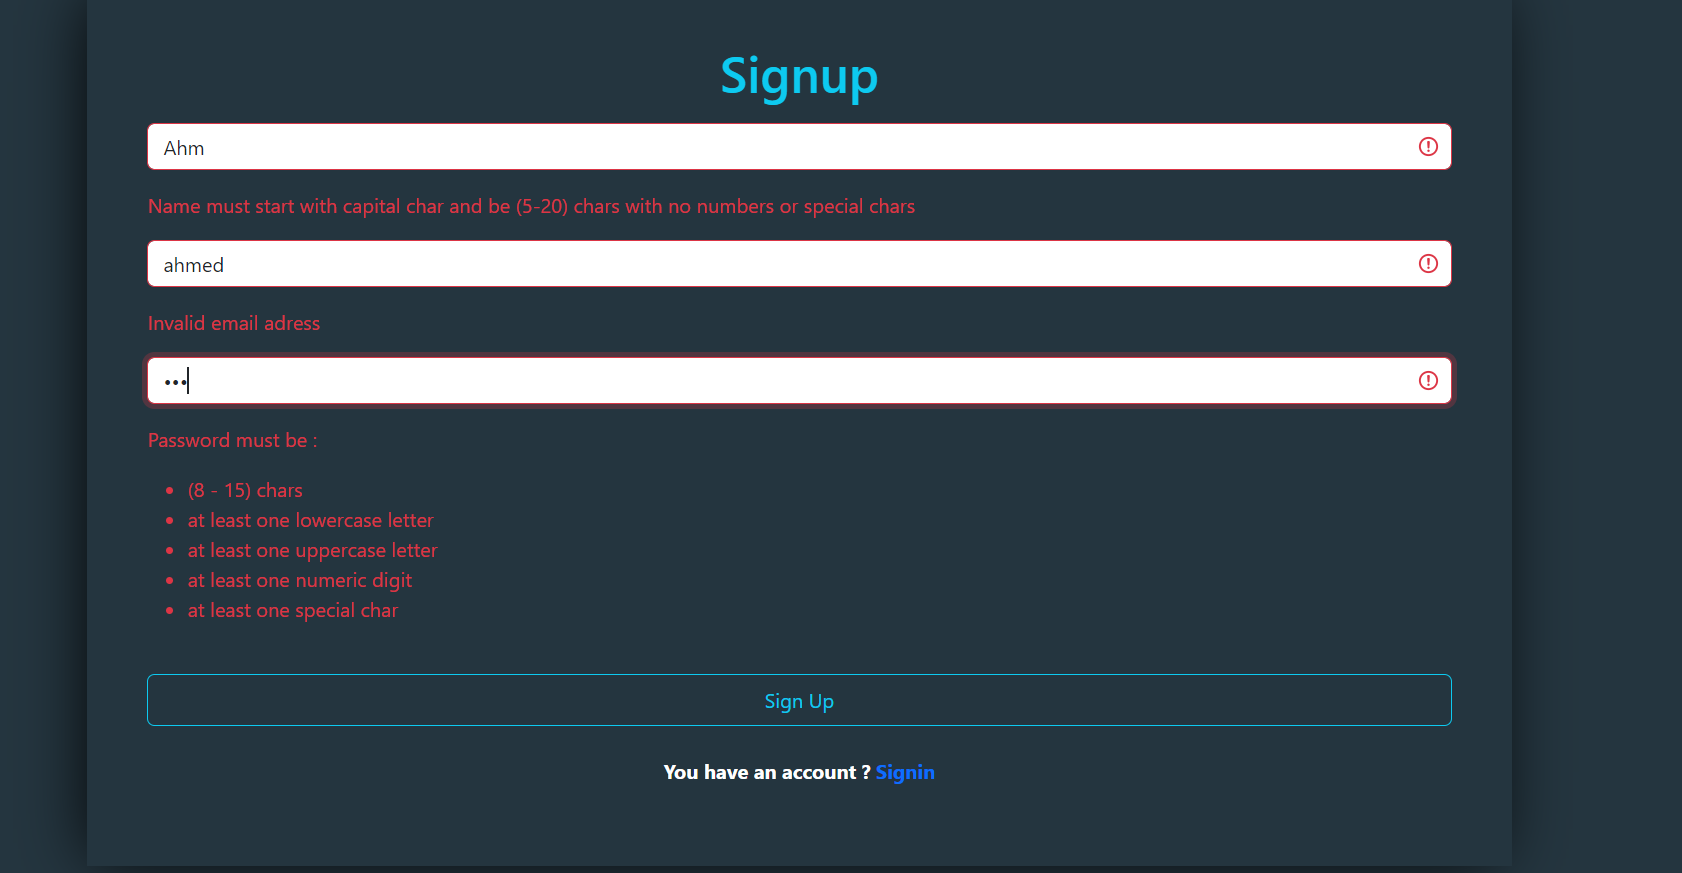 Signup
Ahm
Name must start with capital char and be (5-20) chars with no numbers or special chars
ahmed
Invalid email adress
•••
Password must be :
• (8 - 15) chars
• at least one lowercase letter
• at least one uppercase letter
• at least one numeric digit
• at least one special char
Sign Up
You have an account ? Signin